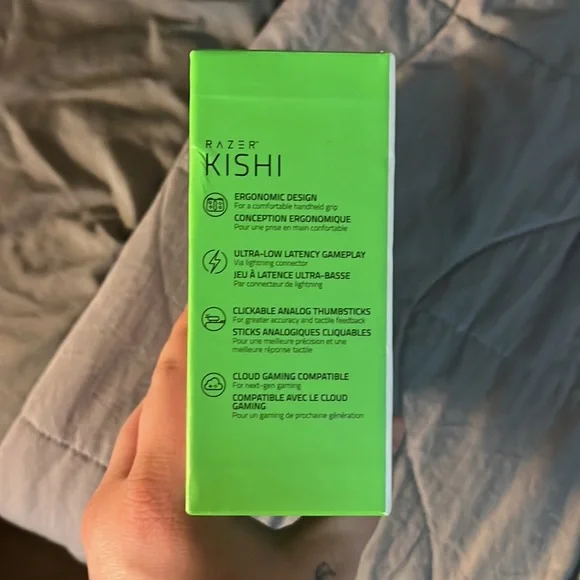 RAZER™
KISHI
ERGONOMIC DESIGN
For a comfortable handheld grip
CONCEPTION ERGONOMIQUE
Pour une prise en main confortable
ULTRA-LOW LATENCY GAMEPLAY
Via lightning connector
JEU À LATENCE ULTRA-BASSE
Par connecteur de lightning
CLICKABLE ANALOG THUMBSTICKS
For greater accuracy and tactile feedback
STICKS ANALOGIQUES CLIQUABLES
Pour une meilleure précision et une
meilleure réponse tactile
CLOUD GAMING COMPATIBLE
For next-gen gaming
COMPATIBLE AVEC LE CLOUD
GAMING
Pour un gaming de prochaine génération